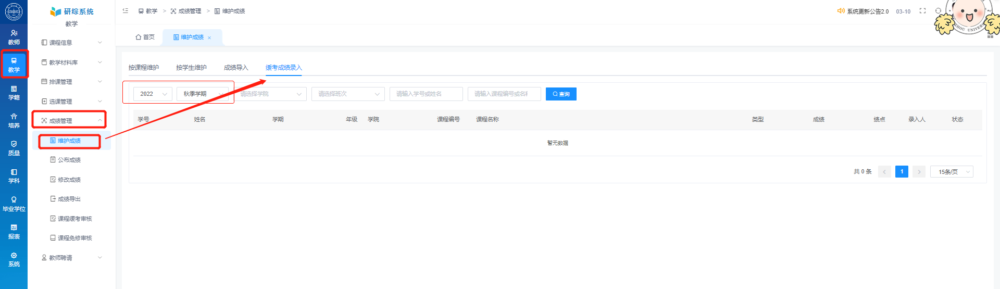 研综系统
教学
教师
教学
学籍
培养
质量
学科
毕业学位
报表
系统
课程信息
教学材料库
排课管理
选课管理
成绩管理
维护成绩
公布成绩
修改成绩
成绩导出
课程缓考审核
课程免修审核
教师聘请
教学 > 成绩管理 > 维护成绩
系统更新公告2.0 03-10
ZHOU UNIVERS
首页 维护成绩 ×
按课程维护 按学生维护 成绩导入 缓考成绩录入
2022 秋季学期 请选择学院 请选择班次 请输入学号或姓名 请输入课程编号或名称 查询
学号 姓名 学期 年级 学院 课程编号 课程名称 类型 成绩 绩点 录入人 状态
暂无数据
共 0 条 < 1 > 15条/页